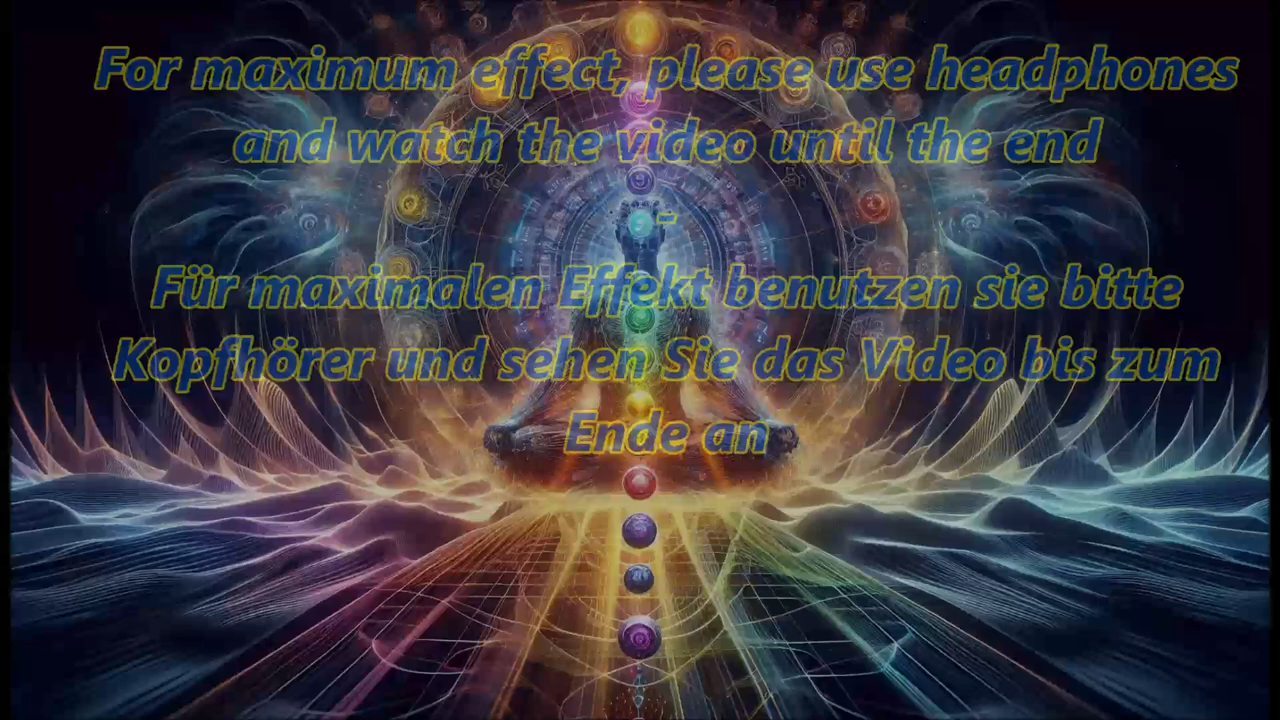 For maximum effect, please use headphones
and watch the video until the end
-
Für maximalen Effekt benutzen sie bitte
Kopfhörer und sehen Sie das Video bis zum
Ende an